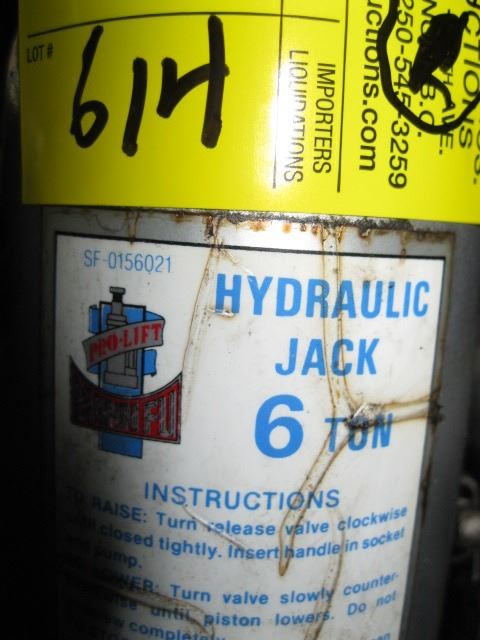 LOT #
614
IMPORTERS
LIQUIDATIONS
250-545-3259
uctions.com
SF-0156021
PRO-LIFT
HYDRAULIC
JACK
6 TON
INSTRUCTIONS
TO RAISE: Turn release valve clockwise
closed tightly. Insert handle in socket
pump.
Turn valve slowly counter-
until piston lowers. Do not
completely